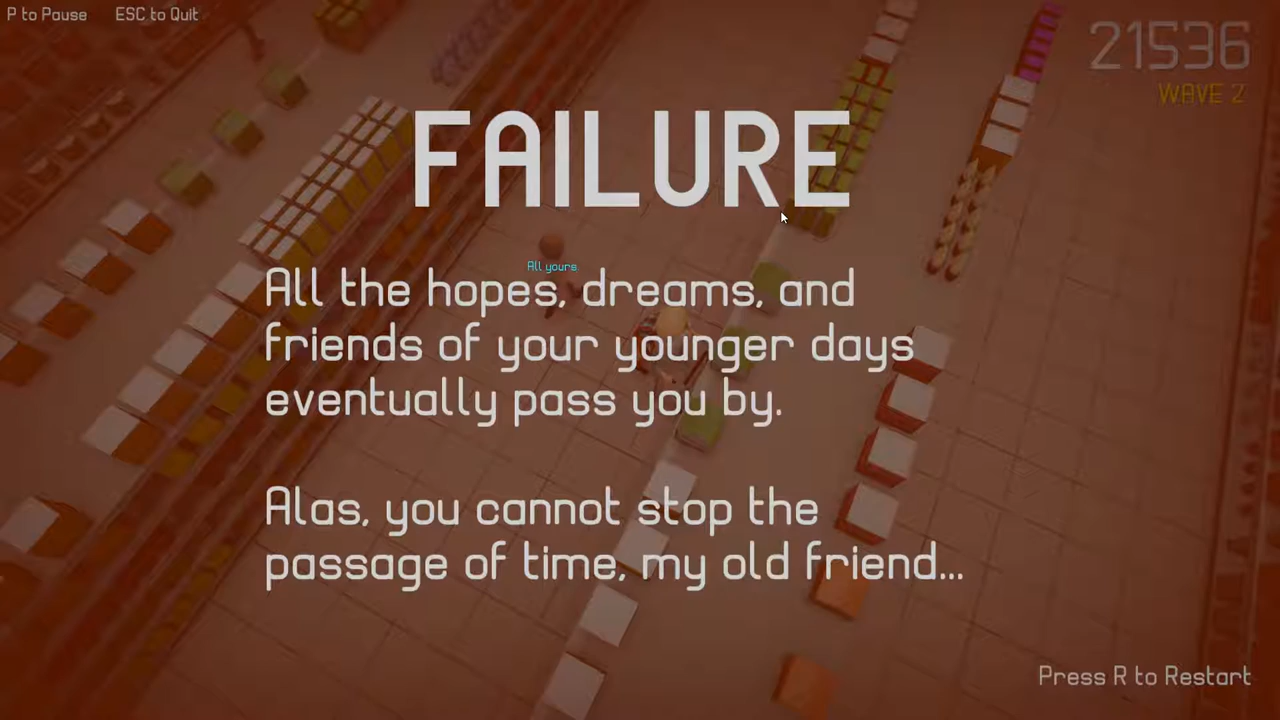 P to Pause ESC to Quit
21536
WAVE 2
FAILURE
All yours
All the hopes, dreams, and
friends of your younger days
eventually pass you by.
Alas, you cannot stop the
passage of time, my old friend...
Press R to Restart